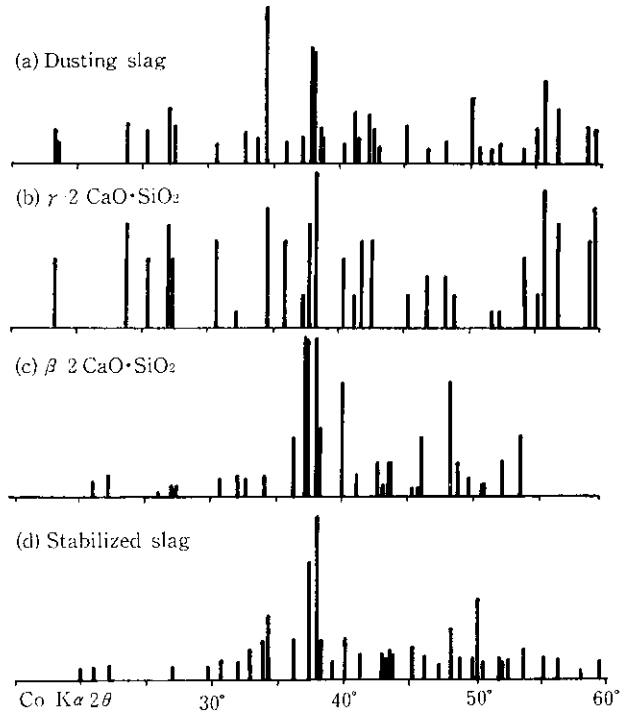 (a) Dusting slag
(b) γ 2 CaO·SiO₂
(c) β 2 CaO·SiO₂
(d) Stabilized slag
Co Kα 2θ 30° 40° 50° 60°